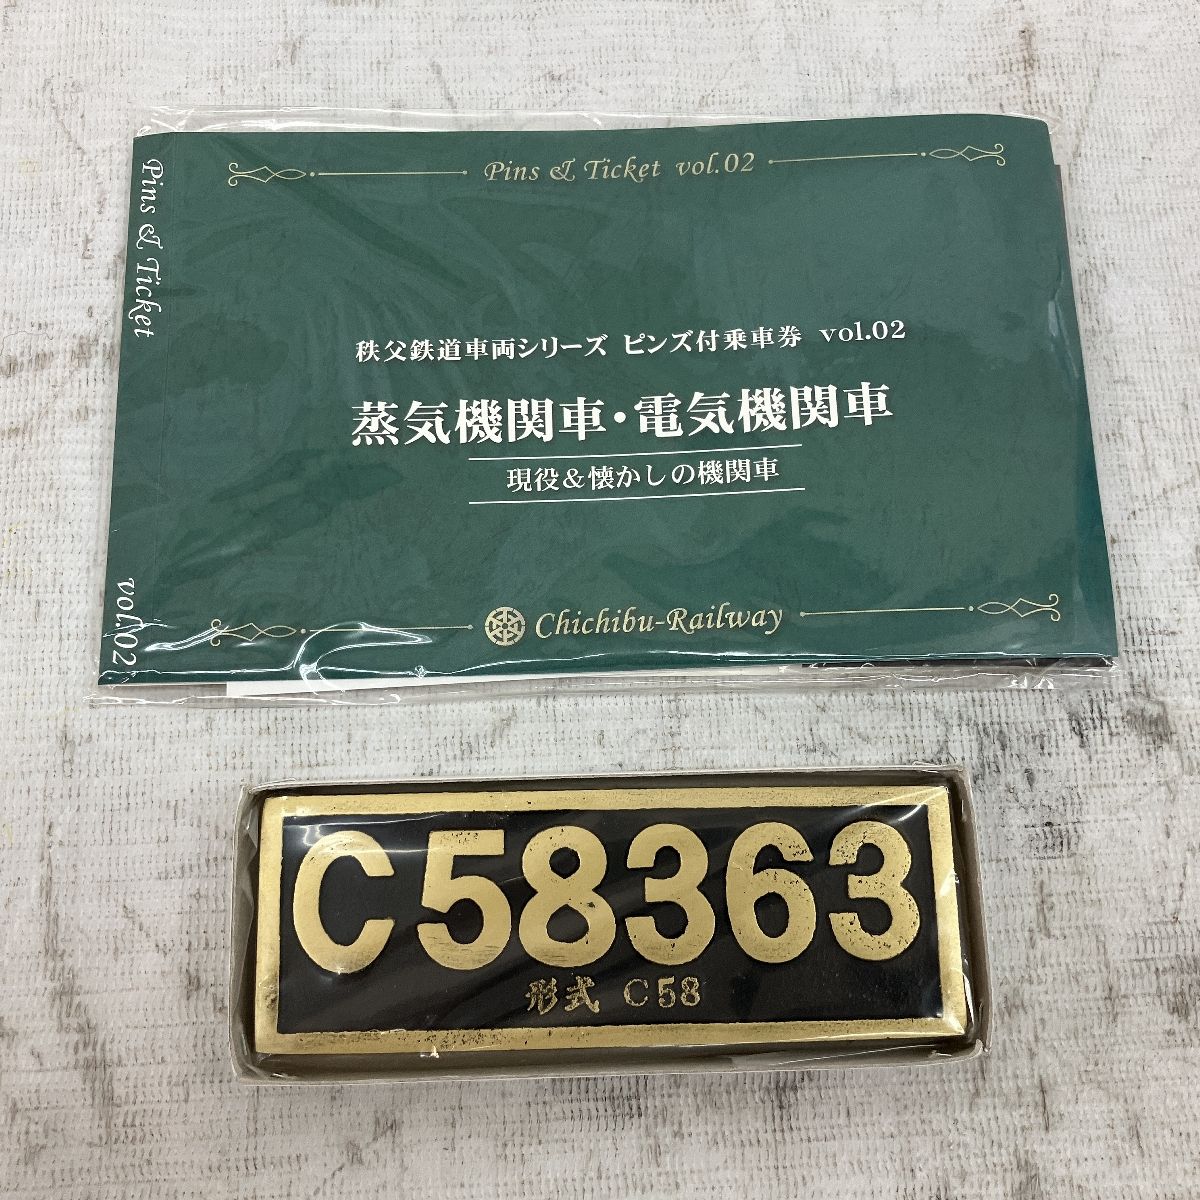 Pins & Ticket vol.02
Pins & Ticket
vol.02
秩父鉄道車両シリーズ ピンズ付乗車券 vol.02
蒸気機関車・電気機関車
現役&懐かしの機関車
Chichibu-Railway
C58363
形式 C58